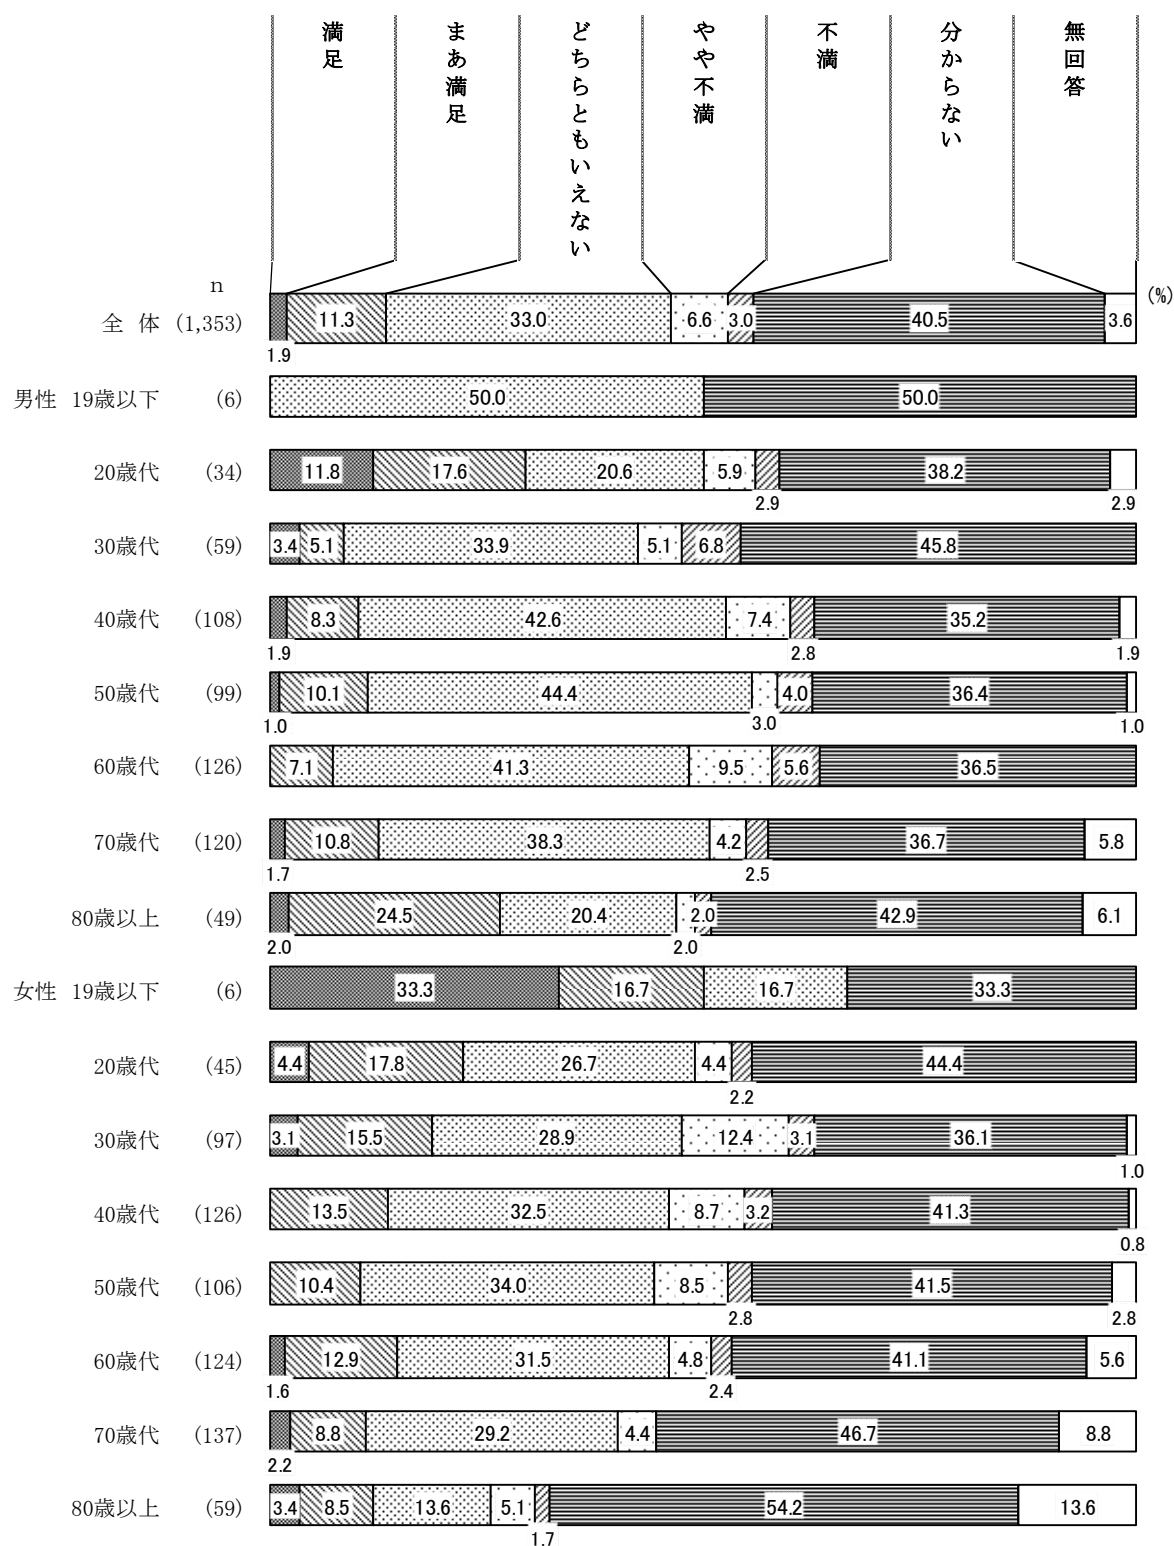 満足
まあ満足
どちらともいえない
やや不満
不満
分からない
無回答
n
(%)
全 体 (1,353) 11.3 33.0 6.6 3.0 40.5 3.6
1.9
男性 19歳以下 (6) 50.0 50.0
20歳代 (34) 11.8 17.6 20.6 5.9 38.2
2.9 2.9
30歳代 (59) 3.4 5.1 33.9 5.1 6.8 45.8
40歳代 (108) 8.3 42.6 7.4 35.2
1.9 2.8 1.9
50歳代 (99) 10.1 44.4 4.0 36.4
1.0 3.0 1.0
60歳代 (126) 7.1 41.3 9.5 5.6 36.5
70歳代 (120) 10.8 38.3 4.2 36.7 5.8
1.7 2.5
80歳以上 (49) 24.5 20.4 2.0 42.9 6.1
2.0 2.0
女性 19歳以下 (6) 33.3 16.7 16.7 33.3
20歳代 (45) 4.4 17.8 26.7 4.4 44.4
2.2
30歳代 (97) 3.1 15.5 28.9 12.4 3.1 36.1
1.0
40歳代 (126) 13.5 32.5 8.7 3.2 41.3
0.8
50歳代 (106) 10.4 34.0 8.5 41.5
2.8 2.8
60歳代 (124) 12.9 31.5 4.8 41.1 5.6
1.6 2.4
70歳代 (137) 8.8 29.2 4.4 46.7 8.8
2.2
80歳以上 (59) 3.4 8.5 13.6 5.1 54.2 13.6
1.7